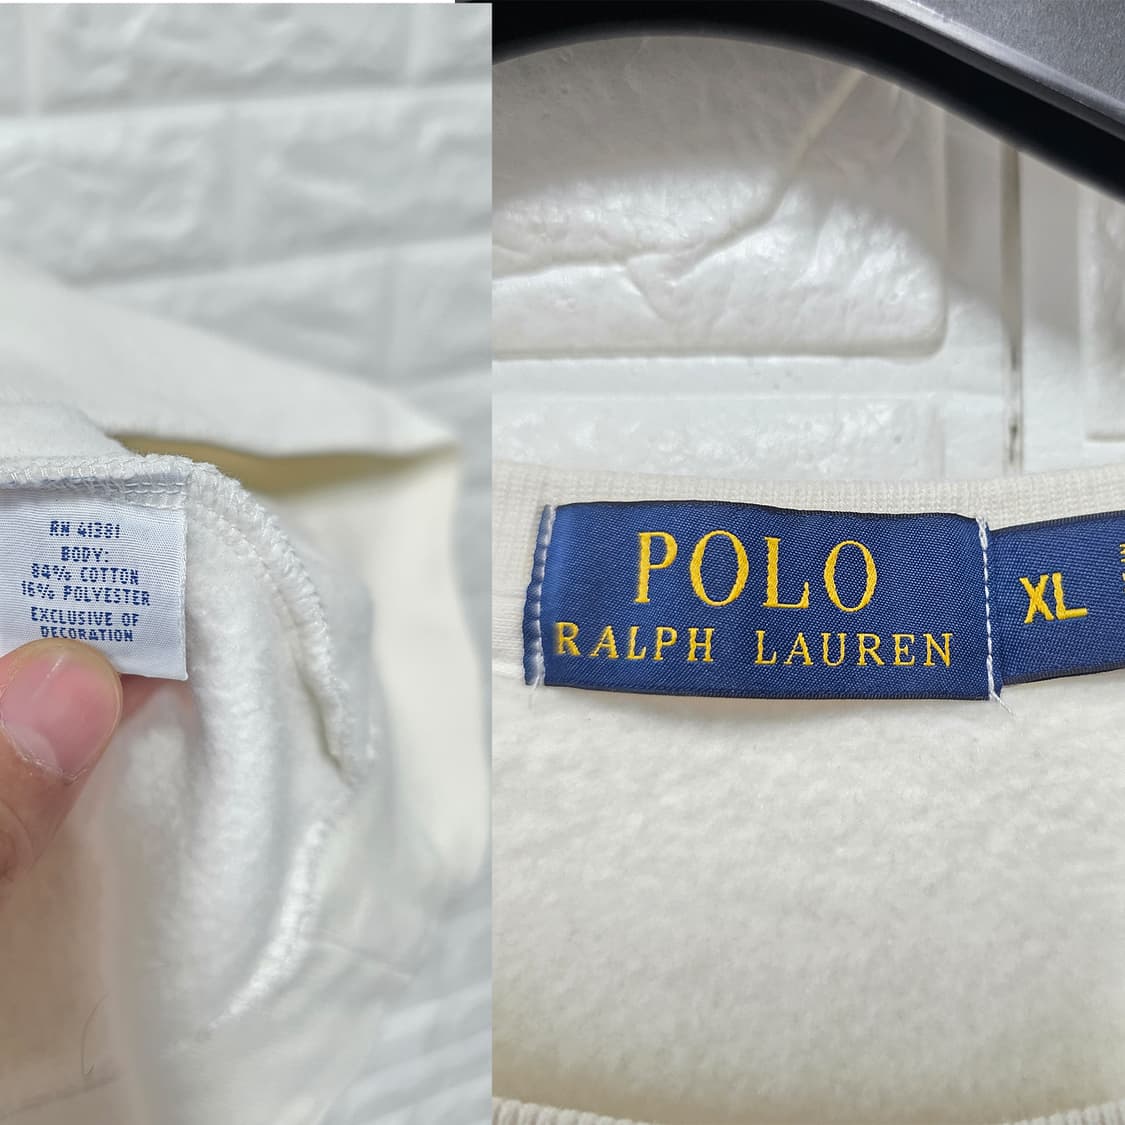 RN 41381
BODY:
84% COTTON
16% POLYESTER
EXCLUSIVE OF
DECORATION
POLO
RALPH LAUREN
XL